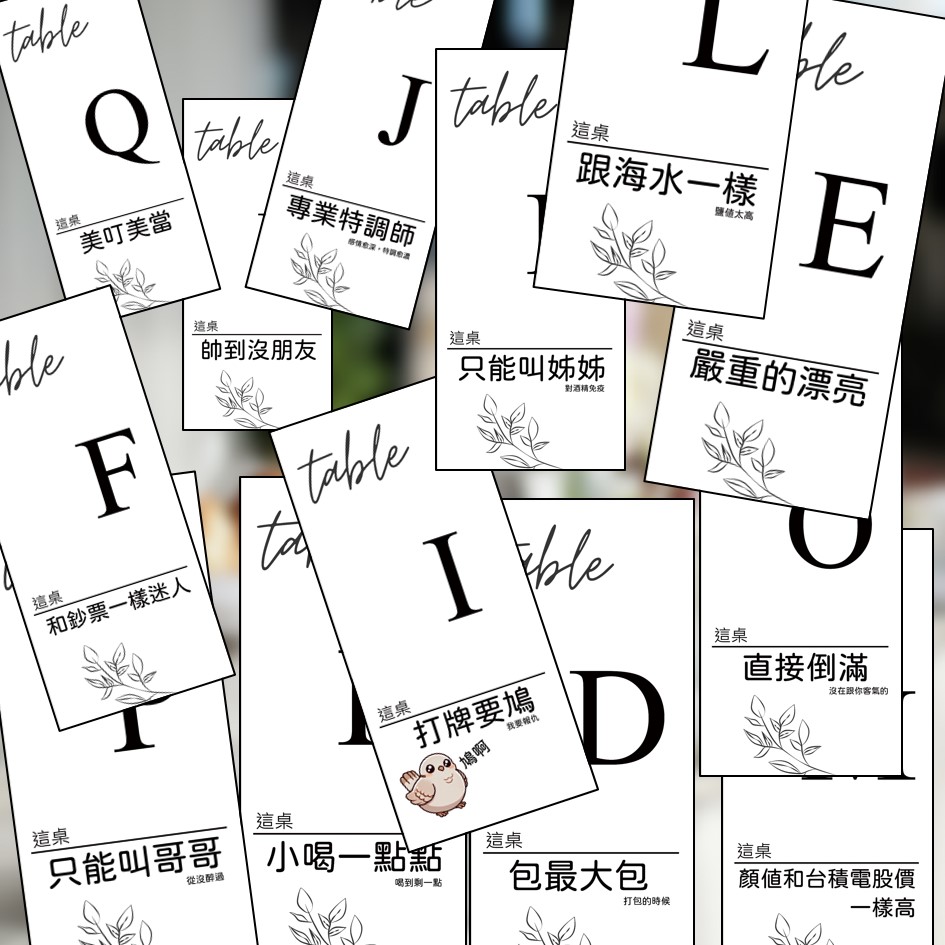 table
Q
這桌
美叮美當
table
這桌
帥到沒朋友
J
這桌
專業特調師
感情愈深，特調愈濃
table
這桌
只能叫姊姊
對酒精免疫
L
這桌
跟海水一樣
鹽值太高
E
這桌
嚴重的漂亮
table
F
這桌
和鈔票一樣迷人
這桌
只能叫哥哥
從沒醉過
這桌
小喝一點點
喝到剩一點
table
I
這桌
打牌要鳩
我要報仇
鳩啊
table
D
這桌
包最大包
打包的時候
O
這桌
直接倒滿
沒在跟你客氣的
M
這桌
顏值和台積電股價
一樣高